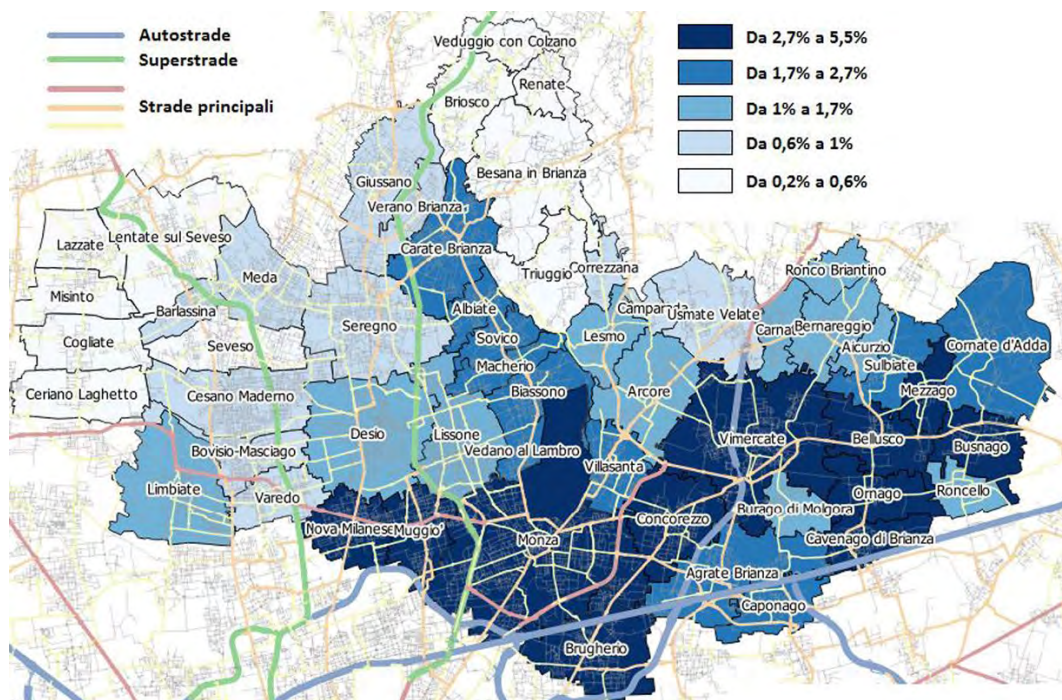 Autostrade
Superstrade
Strade principali
Da 2,7% a 5,5%
Da 1,7% a 2,7%
Da 1% a 1,7%
Da 0,6% a 1%
Da 0,2% a 0,6%
Veduggio con Colzano
Renate
Briosco
Besana in Brianza
Giussano
Verano Brianza
Carate Brianza
Triuggio
Correzzana
Lazzate
Lentate sul Seveso
Meda
Misinto
Barlassina
Cogliate
Seveso
Seregno
Albiate
Sovico
Macherio
Biassono
Lesmo
Usmate Velate
Ronco Briantino
Bernareggio
Aicurzio
Sulbiate
Cornate d'Adda
Mezzago
Ceriano Laghetto
Cesano Maderno
Arcore
Desio
Lissone
Vedano al Lambro
Bovisio-Masciago
Limbiate
Varedo
Villasanta
Vimercate
Bellusco
Busnago
Roncello
Ornago
Burago di Molgora
Cavenago di Brianza
Nova Milanese
Muggio'
Monza
Concorezzo
Agrate Brianza
Caponago
Brugherio